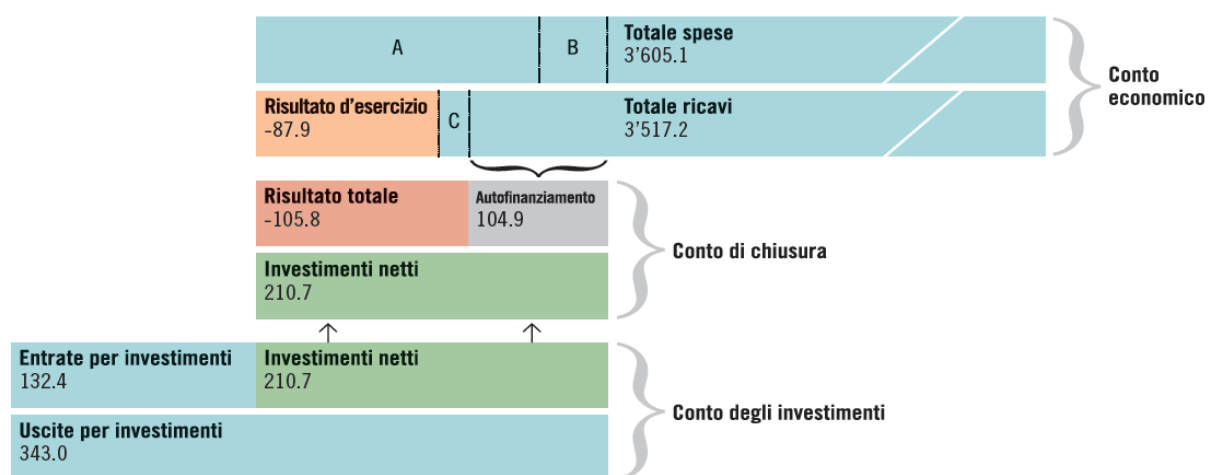 A
B
Totale spese
3’605.1
Risultato d’esercizio
-87.9
C
Totale ricavi
3’517.2
Conto
economico
Risultato totale
-105.8
Autofinanziamento
104.9
Investimenti netti
210.7
Conto di chiusura
Entrate per investimenti
132.4
Investimenti netti
210.7
Uscite per investimenti
343.0
Conto degli investimenti